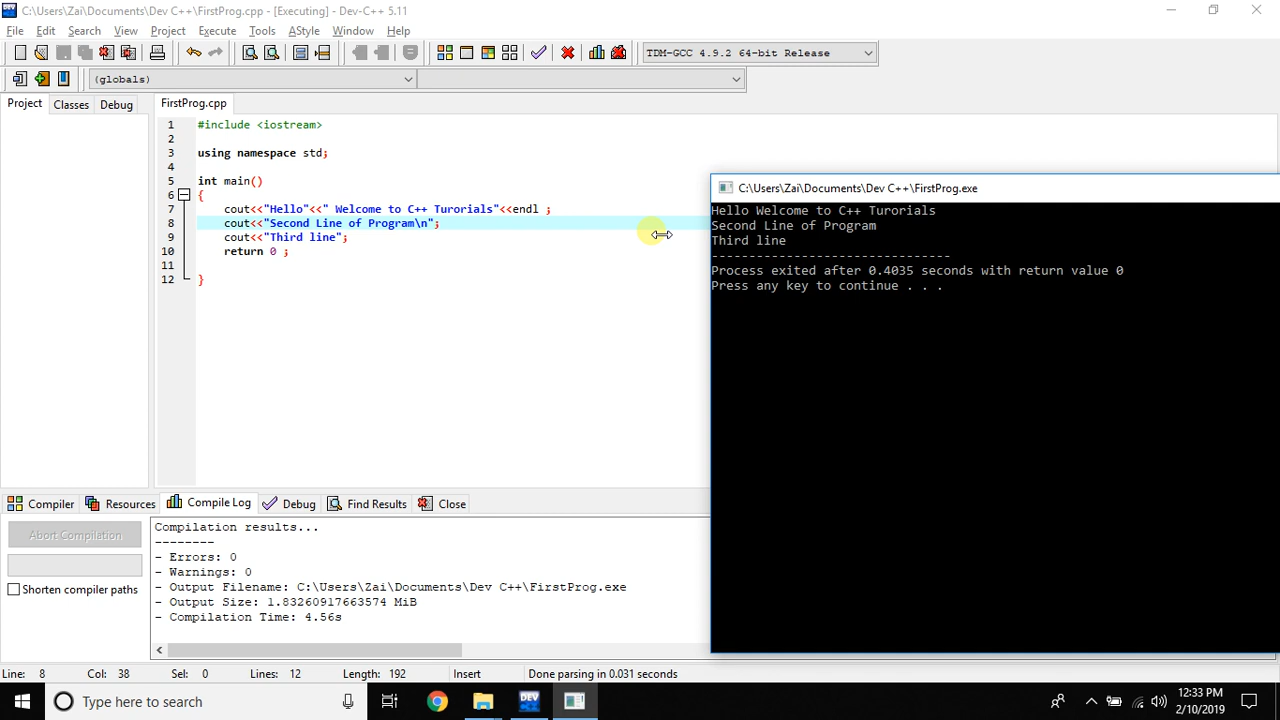 C:\Users\Zai\Documents\Dev C++\FirstProg.cpp - [Executing] - Dev-C++ 5.11
File Edit Search View Project Execute Tools AStyle Window Help
TDM-GCC 4.9.2 64-bit Release
(globals)
Project Classes Debug
FirstProg.cpp
1 #include <iostream>
2
3 using namespace std;
4
5 int main()
6 {
7 cout<<"Hello"<<" Welcome to C++ Turorials"<<endl ;
8 cout<<"Second Line of Program\n";
9 cout<<"Third line";
10 return 0 ;
11
12 }
C:\Users\Zai\Documents\Dev C++\FirstProg.exe
Hello Welcome to C++ Turorials
Second Line of Program
Third line
--------------------------------
Process exited after 0.4035 seconds with return value 0
Press any key to continue . . .
Compiler Resources Compile Log Debug Find Results Close
Abort Compilation
Shorten compiler paths
Compilation results...
--------
- Errors: 0
- Warnings: 0
- Output Filename: C:\Users\Zai\Documents\Dev C++\FirstProg.exe
- Output Size: 1.83260917663574 MiB
- Compilation Time: 4.56s
Line: 8 Col: 38 Sel: 0 Lines: 12 Length: 192 Insert Done parsing in 0.031 seconds
Type here to search
DEV
12:33 PM
2/10/2019